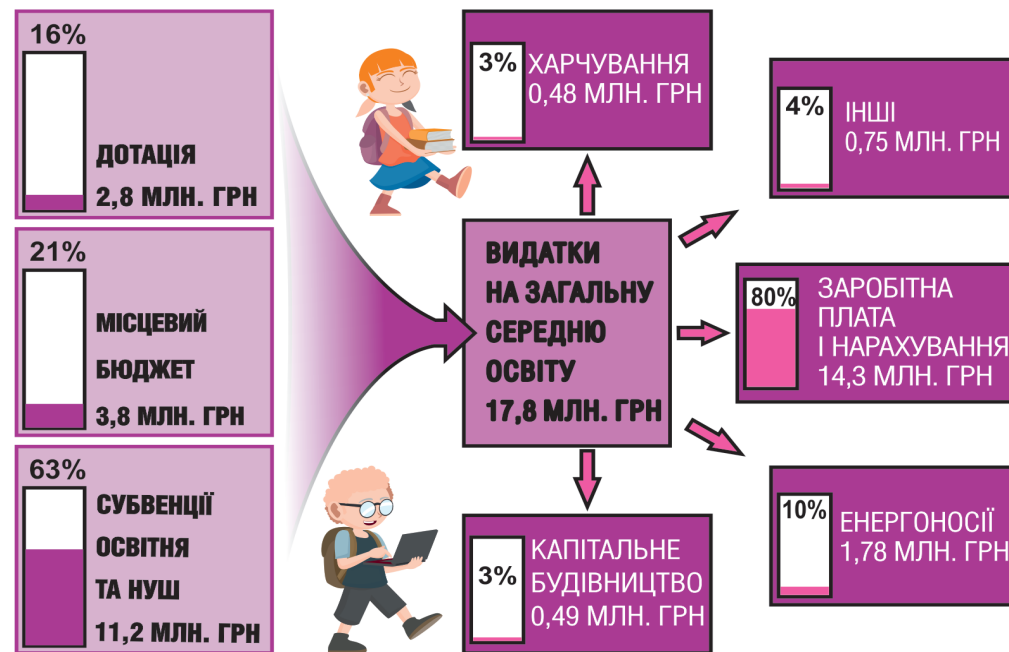 16%
ДОТАЦІЯ
2,8 МЛН. ГРН
21%
МІСЦЕВИЙ
БЮДЖЕТ
3,8 МЛН. ГРН
63%
СУБВЕНЦІЇ
ОСВІТНЯ
ТА НУШ
11,2 МЛН. ГРН
ВИДАТКИ
НА ЗАГАЛЬНУ
СЕРЕДНЮ
ОСВІТУ
17,8 МЛН. ГРН
3%
ХАРЧУВАННЯ
0,48 МЛН. ГРН
4%
ІНШІ
0,75 МЛН. ГРН
80%
ЗАРОБІТНА
ПЛАТА
І НАРАХУВАННЯ
14,3 МЛН. ГРН
10%
ЕНЕРГОНОСІЇ
1,78 МЛН. ГРН
3%
КАПІТАЛЬНЕ
БУДІВНИЦТВО
0,49 МЛН. ГРН